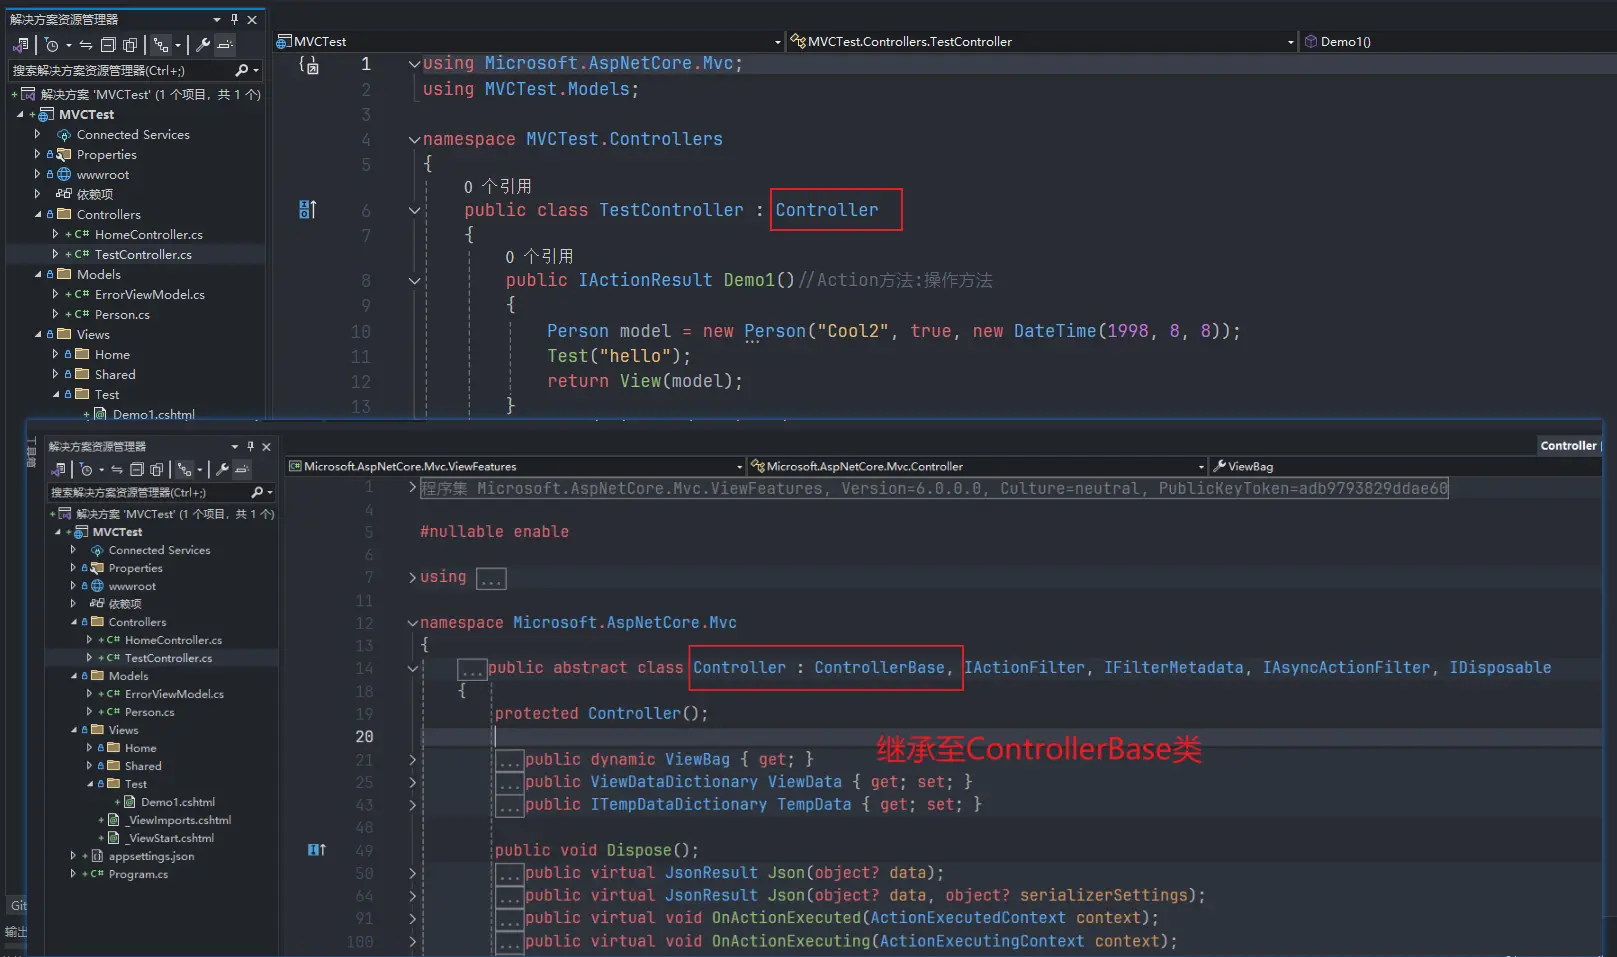 解决方案资源管理器
搜索解决方案资源管理器(Ctrl+;)
解决方案 'MVCTest' (1 个项目，共 1 个)
MVCTest
Connected Services
Properties
wwwroot
依赖项
Controllers
C# HomeController.cs
C# TestController.cs
Models
C# ErrorViewModel.cs
C# Person.cs
Views
Home
Shared
Test
Demo1.cshtml
MVCTest
MVCTest.Controllers.TestController
Demo1()
1 using Microsoft.AspNetCore.Mvc;
2 using MVCTest.Models;
3
4 namespace MVCTest.Controllers
5 {
0 个引用
6 public class TestController : Controller
7 {
0 个引用
8 public IActionResult Demo1()//Action方法:操作方法
9 {
10 Person model = new Person("Cool2", true, new DateTime(1998, 8, 8));
11 Test("hello");
12 return View(model);
13 }
工具箱
解决方案资源管理器
搜索解决方案资源管理器(Ctrl+;)
解决方案 'MVCTest' (1 个项目，共 1 个)
MVCTest
Connected Services
Properties
wwwroot
依赖项
Controllers
C# HomeController.cs
C# TestController.cs
Models
C# ErrorViewModel.cs
C# Person.cs
Views
Home
Shared
Test
Demo1.cshtml
_ViewImports.cshtml
_ViewStart.cshtml
appsettings.json
C# Program.cs
Git
输出
Controller
C# Microsoft.AspNetCore.Mvc.ViewFeatures
Microsoft.AspNetCore.Mvc.Controller
ViewBag
1 程序集 Microsoft.AspNetCore.Mvc.ViewFeatures, Version=6.0.0.0, Culture=neutral, PublicKeyToken=adb9793829ddae60
4
5 #nullable enable
6
7 using ...
11
12 namespace Microsoft.AspNetCore.Mvc
13 {
14 ...public abstract class Controller : ControllerBase, IActionFilter, IFilterMetadata, IAsyncActionFilter, IDisposable
18 {
19 protected Controller();
20
继承至ControllerBase类
21 ...public dynamic ViewBag { get; }
25 ...public ViewDataDictionary ViewData { get; set; }
43 ...public ITempDataDictionary TempData { get; set; }
48
49 public void Dispose();
50 ...public virtual JsonResult Json(object? data);
64 ...public virtual JsonResult Json(object? data, object? serializerSettings);
91 ...public virtual void OnActionExecuted(ActionExecutedContext context);
100 ...public virtual void OnActionExecuting(ActionExecutingContext context);